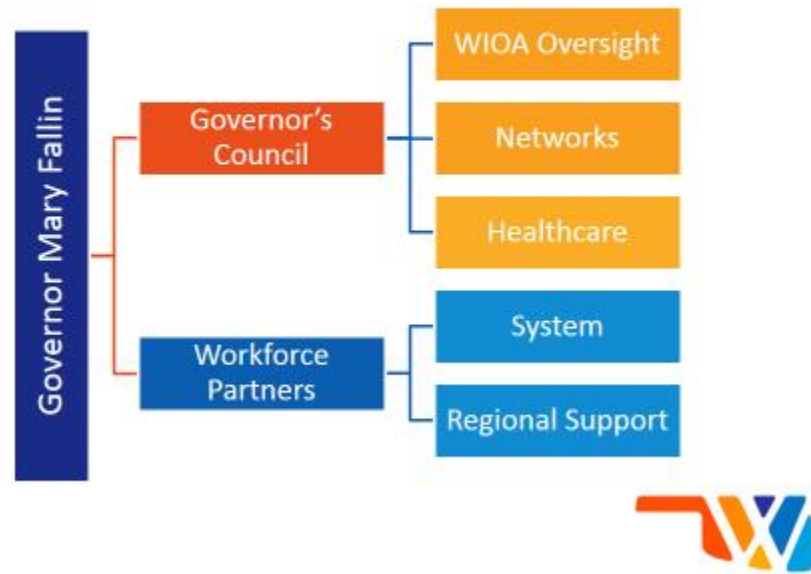 Governor Mary Fallin
Governor's
Council
WIOA Oversight
Networks
Healthcare
Workforce
Partners
System
Regional Support